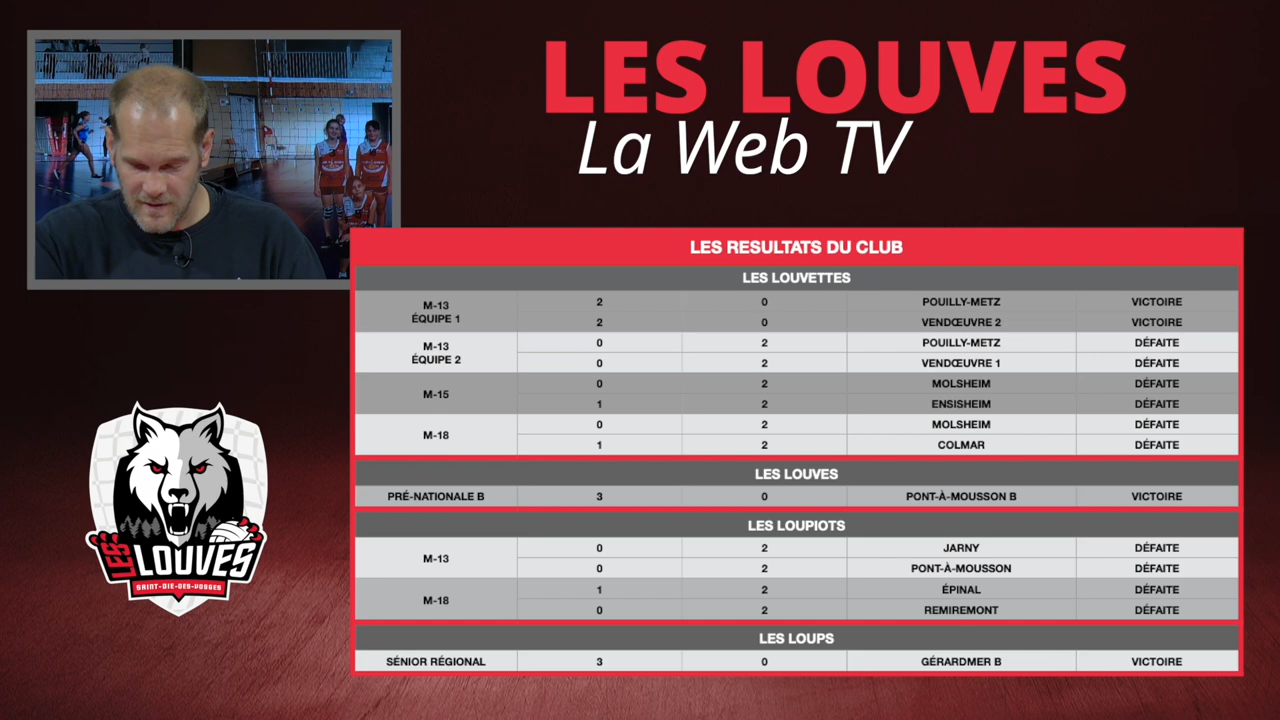 LES LOUVES
La Web TV
LES RESULTATS DU CLUB
LES LOUVETTES
M-13 ÉQUIPE 1
2 0 POUILLY-METZ VICTOIRE
2 0 VENDŒUVRE 2 VICTOIRE
M-13 ÉQUIPE 2
0 2 POUILLY-METZ DÉFAITE
0 2 VENDŒUVRE 1 DÉFAITE
M-15
0 2 MOLSHEIM DÉFAITE
1 2 ENSISHEIM DÉFAITE
M-18
0 2 MOLSHEIM DÉFAITE
1 2 COLMAR DÉFAITE
LES LOUVES
PRÉ-NATIONALE B 3 0 PONT-À-MOUSSON B VICTOIRE
LES LOUPIOTS
M-13
0 2 JARNY DÉFAITE
0 2 PONT-À-MOUSSON DÉFAITE
M-18
1 2 ÉPINAL DÉFAITE
0 2 REMIREMONT DÉFAITE
LES LOUPS
SÉNIOR RÉGIONAL 3 0 GÉRARDMER B VICTOIRE
LES LOUVES
SAINT-DIE-DES-VOSGES